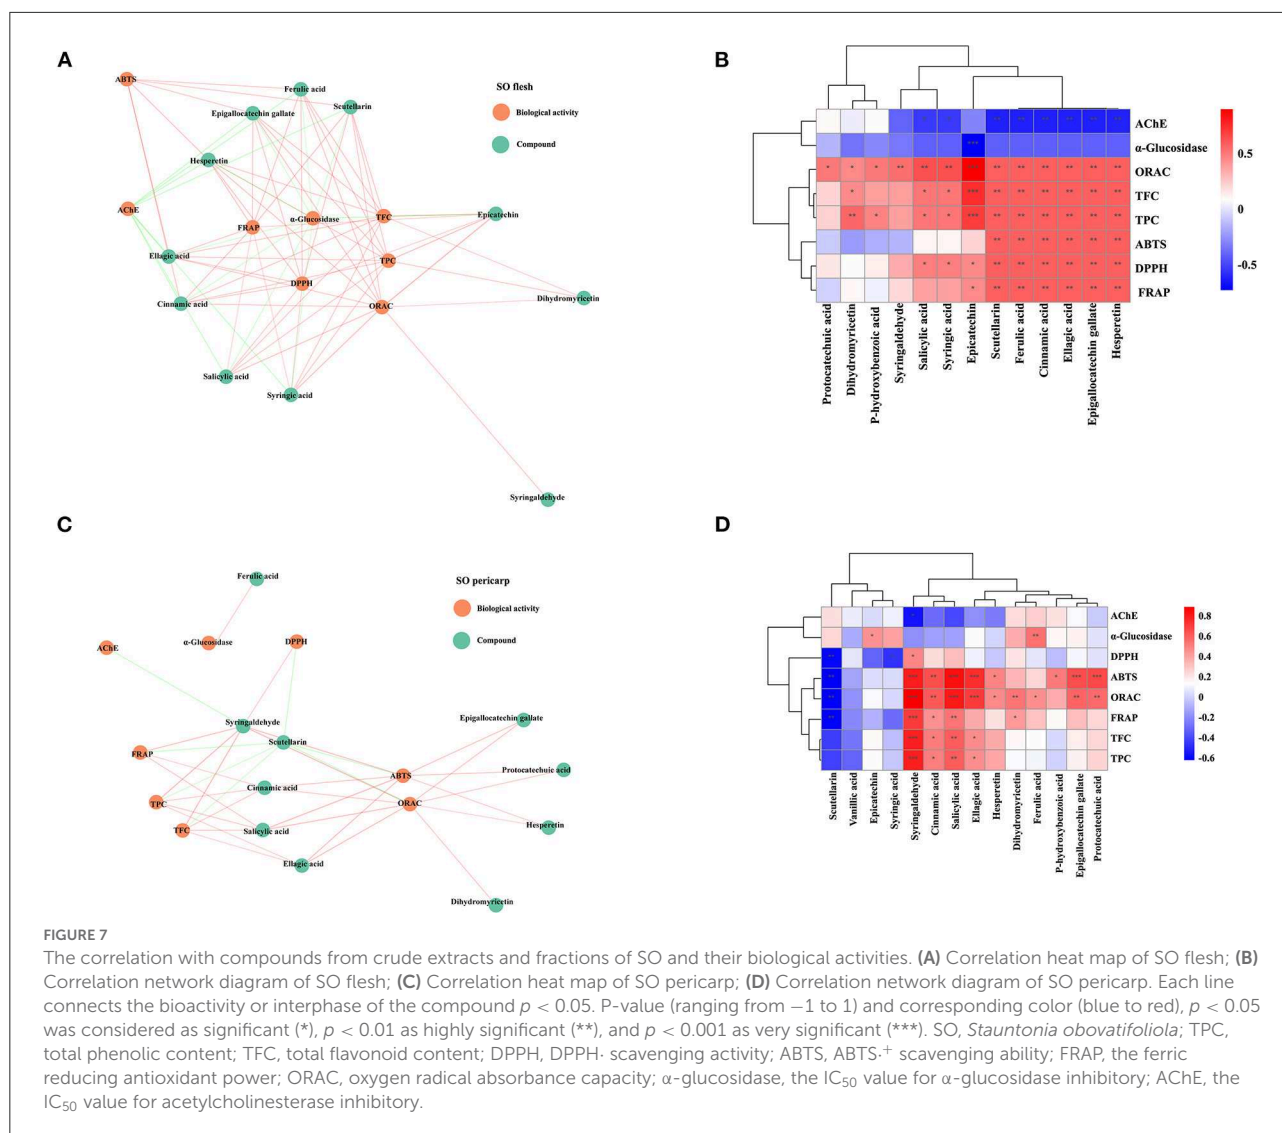 A
SO flesh
Biological activity
Compound
ABTS
Ferulic acid
Scutellarin
Epigallocatechin gallate
Hesperetin
AChE
α-Glucosidase
TFC
Epicatechin
FRAP
Ellagic acid
TPC
DPPH
Cinnamic acid
ORAC
Dihydromyricetin
Salicylic acid
Syringic acid
Syringaldehyde
B
AChE
α-Glucosidase
ORAC
TFC
TPC
ABTS
DPPH
FRAP
0.5
0
-0.5
Protocatechuic acid
Dihydromyricetin
P-hydroxybenzoic acid
Syringaldehyde
Salicylic acid
Syringic acid
Epicatechin
Scutellarin
Ferulic acid
Cinnamic acid
Ellagic acid
Epigallocatechin gallate
Hesperetin
C
SO pericarp
Biological activity
Compound
Ferulic acid
α-Glucosidase
DPPH
AChE
Syringaldehyde
Epigallocatechin gallate
Scutellarin
FRAP
ABTS
Protocatechuic acid
Cinnamic acid
TPC
ORAC
TFC
Salicylic acid
Hesperetin
Ellagic acid
Dihydromyricetin
D
AChE
α-Glucosidase
DPPH
ABTS
ORAC
FRAP
TFC
TPC
0.8
0.6
0.4
0.2
0
-0.2
-0.4
-0.6
Scutellarin
Vanillic acid
Epicatechin
Syringic acid
Syringaldehyde
Cinnamic acid
Salicylic acid
Ellagic acid
Hesperetin
Dihydromyricetin
Ferulic acid
P-hydroxybenzoic acid
Epigallocatechin gallate
Protocatechuic acid
FIGURE 7
The correlation with compounds from crude extracts and fractions of SO and their biological activities. (A) Correlation heat map of SO flesh; (B)
Correlation network diagram of SO flesh; (C) Correlation heat map of SO pericarp; (D) Correlation network diagram of SO pericarp. Each line
connects the bioactivity or interphase of the compound p < 0.05. P-value (ranging from −1 to 1) and corresponding color (blue to red), p < 0.05
was considered as significant (*), p < 0.01 as highly significant (**), and p < 0.001 as very significant (***). SO, Stauntonia obovatifoliola; TPC,
total phenolic content; TFC, total flavonoid content; DPPH, DPPH· scavenging activity; ABTS, ABTS·⁺ scavenging ability; FRAP, the ferric
reducing antioxidant power; ORAC, oxygen radical absorbance capacity; α-glucosidase, the IC₅₀ value for α-glucosidase inhibitory; AChE, the
IC₅₀ value for acetylcholinesterase inhibitory.